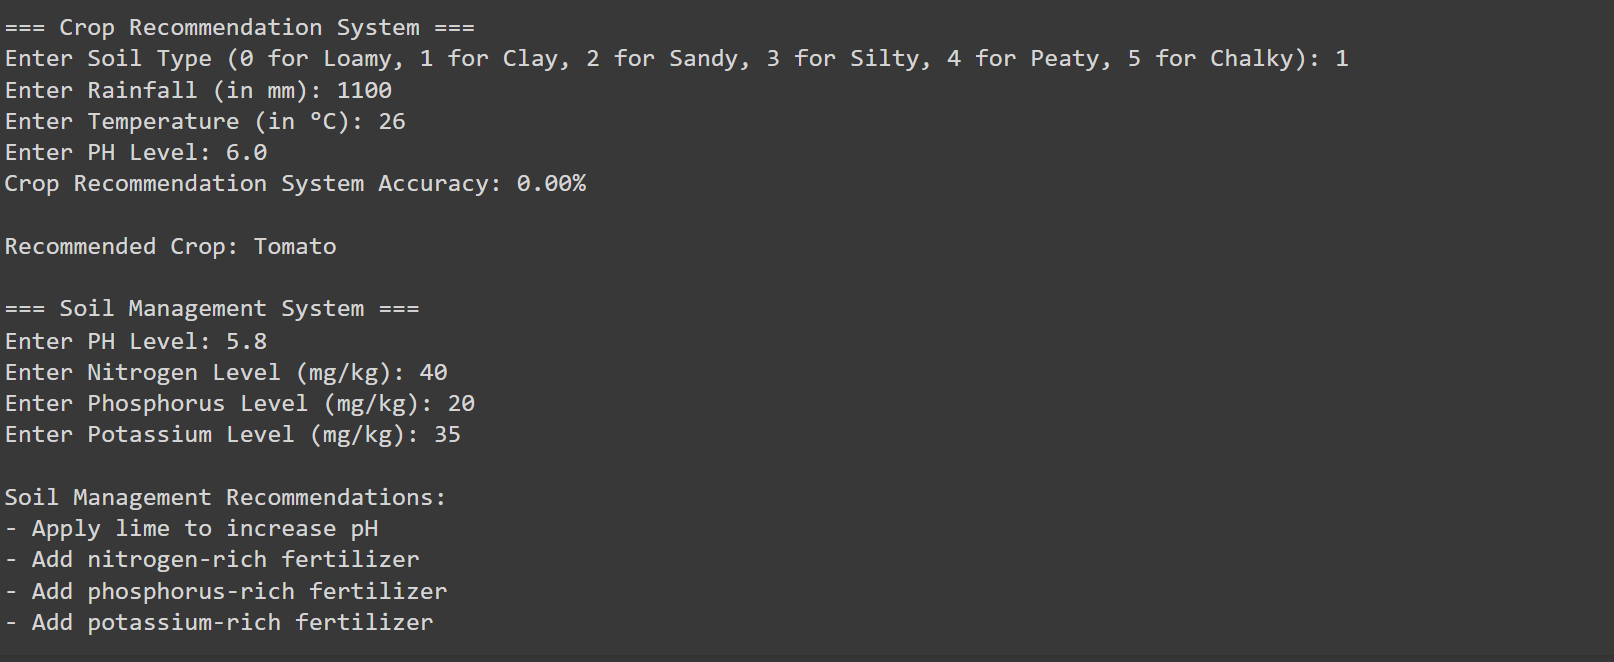 === Crop Recommendation System ===
Enter Soil Type (0 for Loamy, 1 for Clay, 2 for Sandy, 3 for Silty, 4 for Peaty, 5 for Chalky): 1
Enter Rainfall (in mm): 1100
Enter Temperature (in °C): 26
Enter PH Level: 6.0
Crop Recommendation System Accuracy: 0.00%
Recommended Crop: Tomato
=== Soil Management System ===
Enter PH Level: 5.8
Enter Nitrogen Level (mg/kg): 40
Enter Phosphorus Level (mg/kg): 20
Enter Potassium Level (mg/kg): 35
Soil Management Recommendations:
- Apply lime to increase pH
- Add nitrogen-rich fertilizer
- Add phosphorus-rich fertilizer
- Add potassium-rich fertilizer